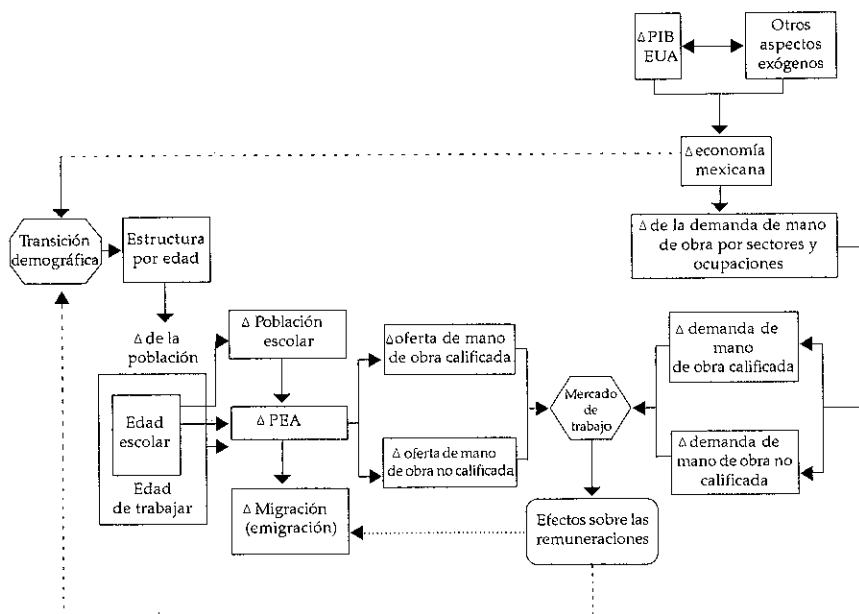 Δ PIB
EUA
Otros
aspectos
exógenos
Δ economía
mexicana
Δ de la demanda de mano
de obra por sectores y
ocupaciones
Transición
demográfica
Estructura
por edad
Δ de la
población
Edad
escolar
Edad
de trabajar
Δ Población
escolar
Δ PEA
Δ Migración
(emigración)
Δ oferta de mano
de obra calificada
Δ oferta de mano
de obra no calificada
Mercado
de
trabajo
Efectos sobre las
remuneraciones
Δ demanda de
mano
de obra calificada
Δ demanda de
mano de obra no
calificada